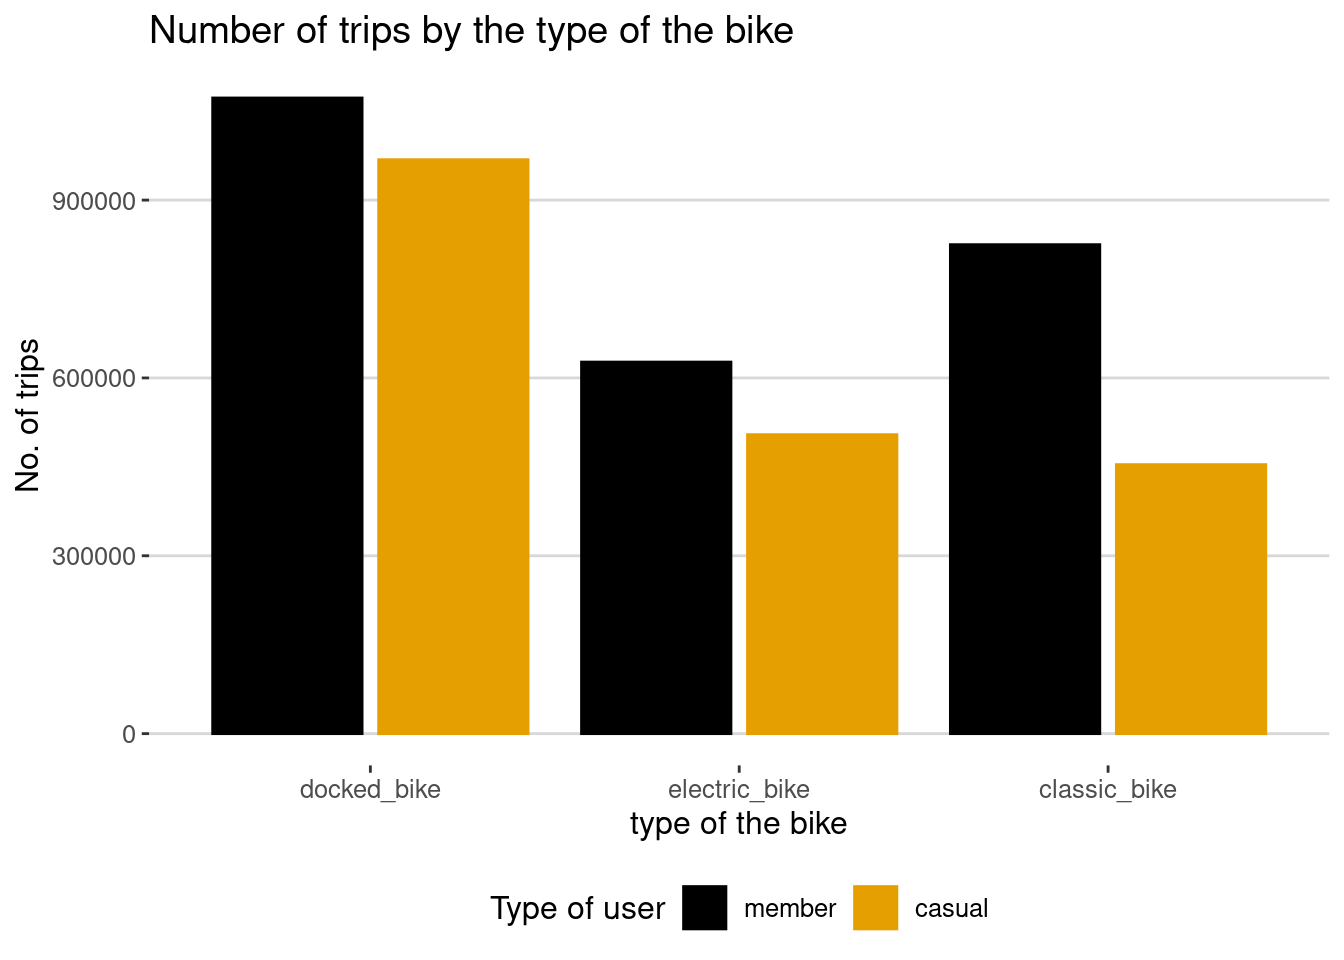 Number of trips by the type of the bike
No. of trips
900000
600000
300000
0
docked_bike
electric_bike
classic_bike
type of the bike
Type of user
member
casual